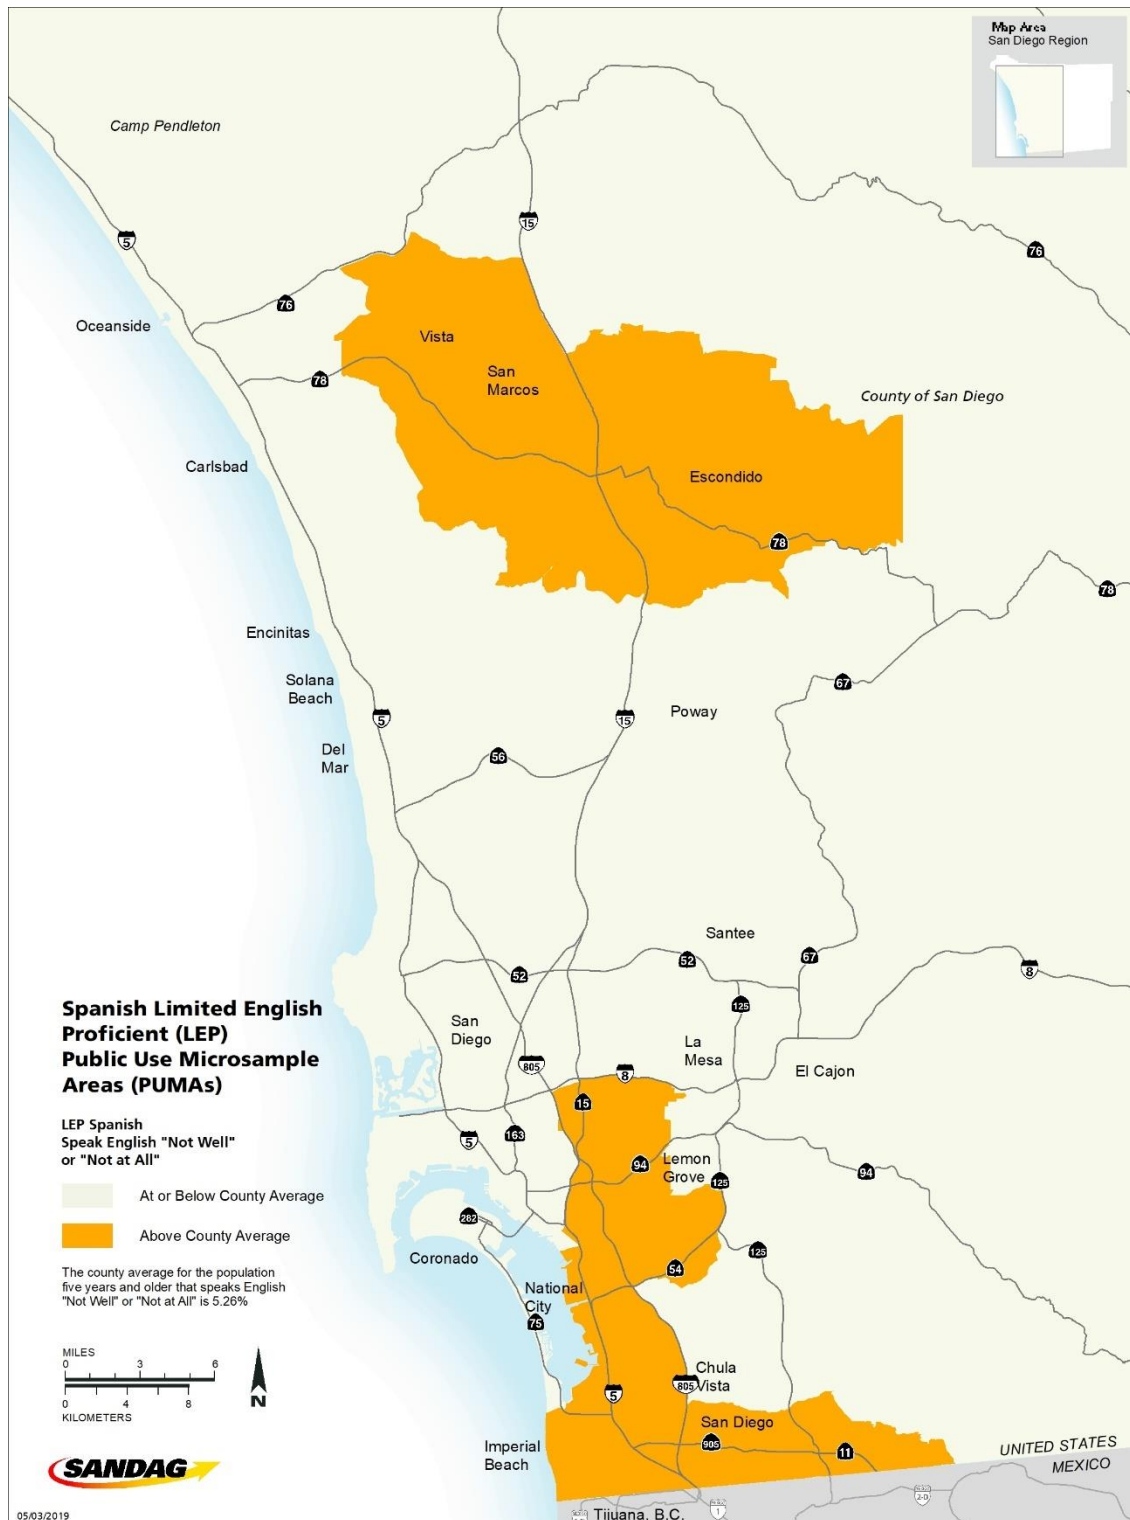 Map Area
San Diego Region
Camp Pendleton
15
5
76
76
Oceanside
Vista
San
Marcos
78
County of San Diego
Carlsbad
Escondido
78
78
Encinitas
Solana
Beach
67
5
15
Poway
Del
Mar
56
Santee
52
52
67
8
125
San
Diego
La
Mesa
805
8
El Cajon
15
163
5
94
Lemon
Grove
125
94
282
Coronado
125
54
National
City
75
Chula
Vista
805
5
San Diego
905
11
Imperial
Beach
UNITED STATES
MEXICO
Tijuana, B.C.
1
2-D
Spanish Limited English
Proficient (LEP)
Public Use Microsample
Areas (PUMAs)
LEP Spanish
Speak English "Not Well"
or "Not at All"
At or Below County Average
Above County Average
The county average for the population
five years and older that speaks English
"Not Well" or "Not at All" is 5.26%
MILES
0 3 6
0 4 8
KILOMETERS
N
SANDAG
05/03/2019